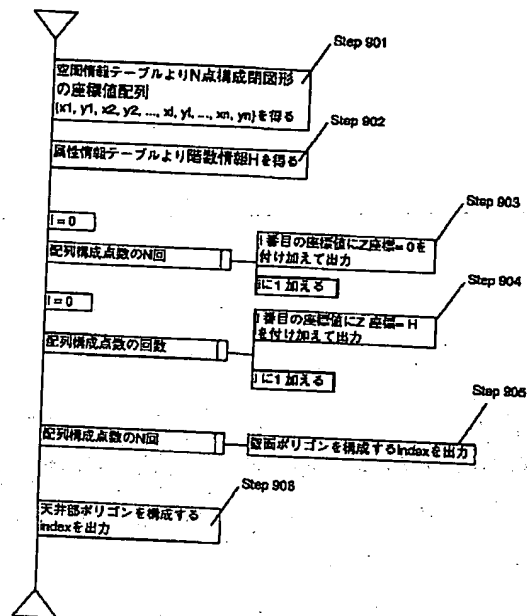 Step 901
空間情報テーブルよりN点構成閉図形
の座標値配列
{x1, y1, x2, y2, ..., xi, yi, ..., xn, yn}を得る
Step 902
属性情報テーブルより階数情報Hを得る
I = 0
Step 903
配列構成点数のN回
I 番目の座標値にZ座標= 0を
付け加えて出力
iに1 加える
I = 0
Step 904
配列構成点数の回数
I 番目の座標値にZ 座標= H
を付け加えて出力
I に1 加える
Step 905
配列構成点数のN回
壁面ポリゴンを構成するindexを出力
Step 908
天井部ポリゴンを構成する
indexを出力